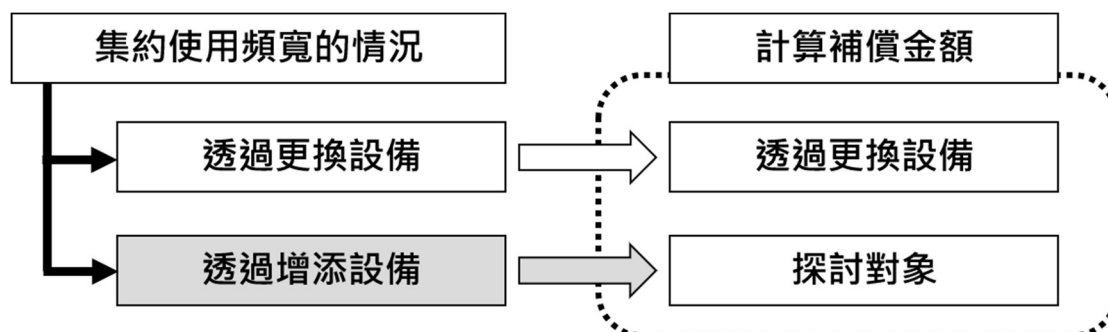 集約使用頻寬的情況
計算補償金額
透過更換設備
透過更換設備
透過增添設備
探討對象